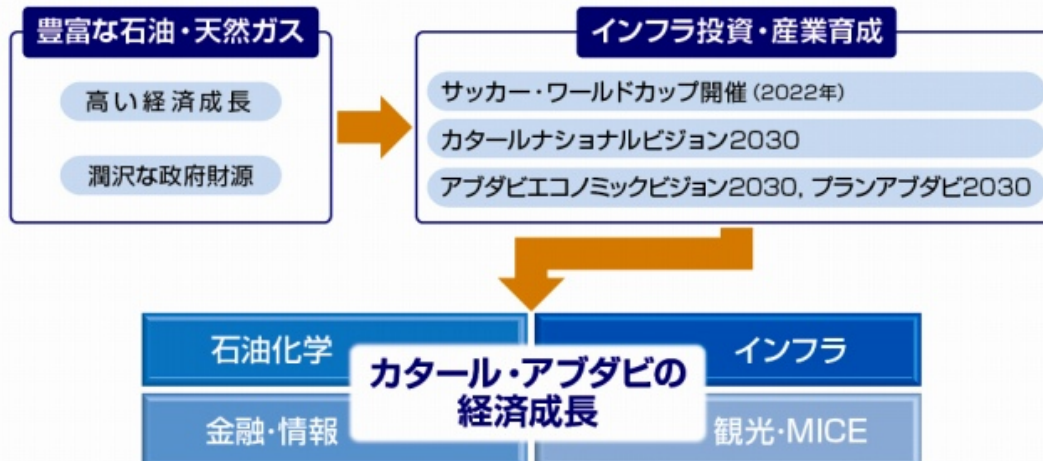 豊富な石油・天然ガス
高い経済成長
潤沢な政府財源
インフラ投資・産業育成
サッカー・ワールドカップ開催 (2022年)
カタールナショナルビジョン2030
アブダビエコノミックビジョン2030, プランアブダビ2030
石油化学
インフラ
カタール・アブダビの
経済成長
金融・情報
観光・MICE